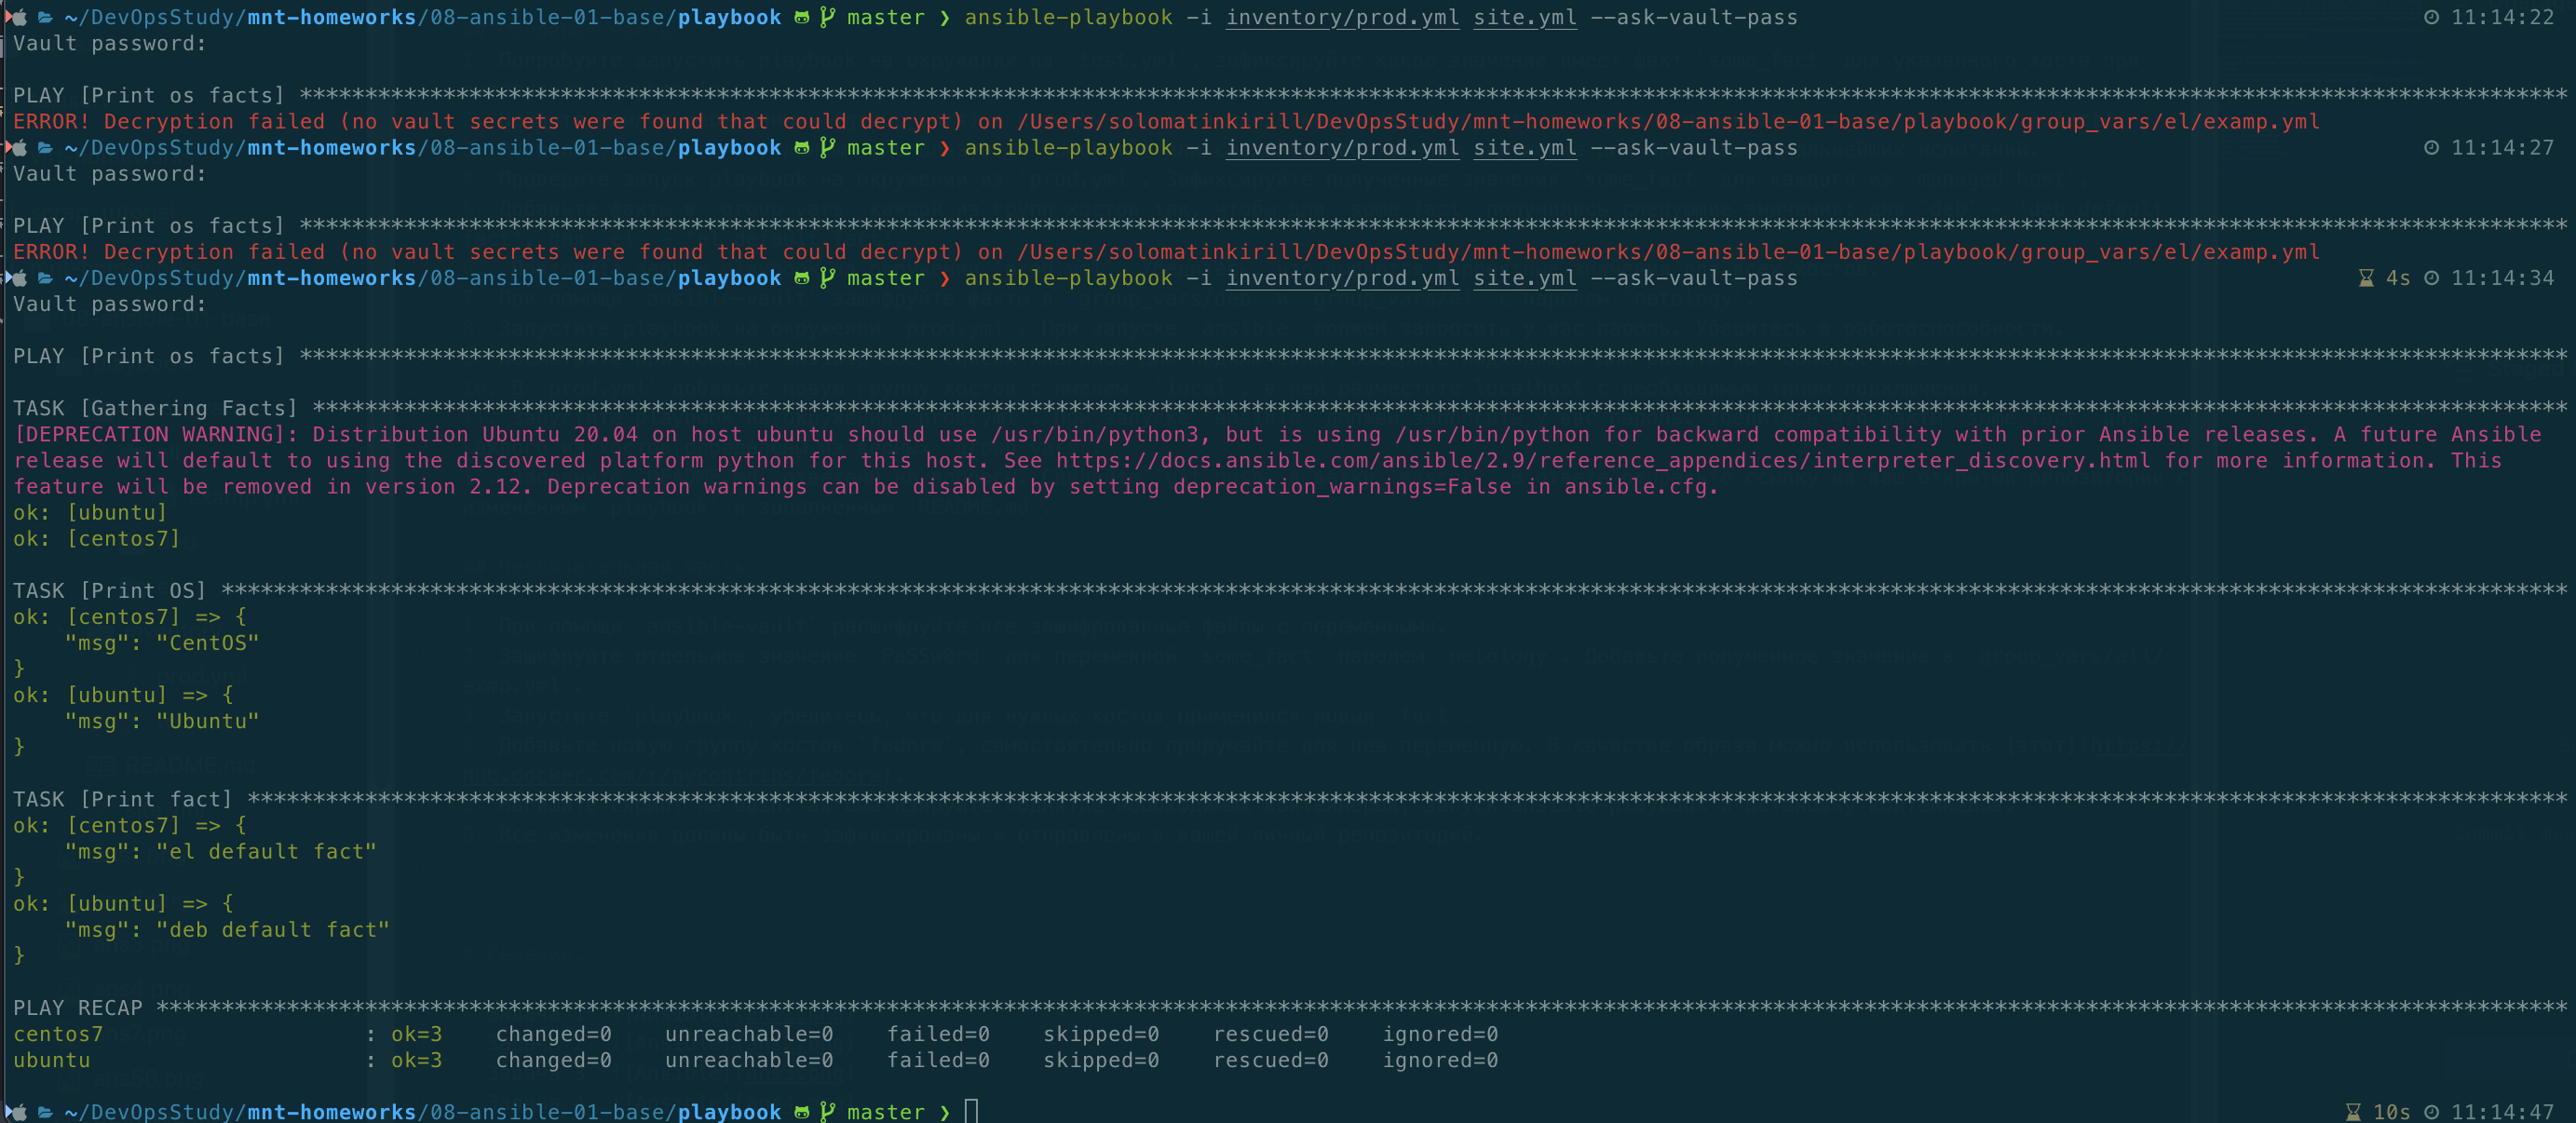 ~/DevOpsStudy/mnt-homeworks/08-ansible-01-base/playbook master ❯ ansible-playbook -i inventory/prod.yml site.yml --ask-vault-pass 11:14:22
Vault password:
PLAY [Print os facts] ******************************************************************************************************************************************************************************
ERROR! Decryption failed (no vault secrets were found that could decrypt) on /Users/solomatinkirill/DevOpsStudy/mnt-homeworks/08-ansible-01-base/playbook/group_vars/el/examp.yml
~/DevOpsStudy/mnt-homeworks/08-ansible-01-base/playbook master ❯ ansible-playbook -i inventory/prod.yml site.yml --ask-vault-pass 11:14:27
Vault password:
PLAY [Print os facts] ******************************************************************************************************************************************************************************
ERROR! Decryption failed (no vault secrets were found that could decrypt) on /Users/solomatinkirill/DevOpsStudy/mnt-homeworks/08-ansible-01-base/playbook/group_vars/el/examp.yml
~/DevOpsStudy/mnt-homeworks/08-ansible-01-base/playbook master ❯ ansible-playbook -i inventory/prod.yml site.yml --ask-vault-pass 4s 11:14:34
Vault password:
PLAY [Print os facts] ******************************************************************************************************************************************************************************
TASK [Gathering Facts] *****************************************************************************************************************************************************************************
[DEPRECATION WARNING]: Distribution Ubuntu 20.04 on host ubuntu should use /usr/bin/python3, but is using /usr/bin/python for backward compatibility with prior Ansible releases. A future Ansible
release will default to using the discovered platform python for this host. See https://docs.ansible.com/ansible/2.9/reference_appendices/interpreter_discovery.html for more information. This
feature will be removed in version 2.12. Deprecation warnings can be disabled by setting deprecation_warnings=False in ansible.cfg.
ok: [ubuntu]
ok: [centos7]
TASK [Print OS] ************************************************************************************************************************************************************************************
ok: [centos7] => {
    "msg": "CentOS"
}
ok: [ubuntu] => {
    "msg": "Ubuntu"
}
TASK [Print fact] **********************************************************************************************************************************************************************************
ok: [centos7] => {
    "msg": "el default fact"
}
ok: [ubuntu] => {
    "msg": "deb default fact"
}
PLAY RECAP *****************************************************************************************************************************************************************************************
centos7                    : ok=3    changed=0    unreachable=0    failed=0    skipped=0    rescued=0    ignored=0
ubuntu                     : ok=3    changed=0    unreachable=0    failed=0    skipped=0    rescued=0    ignored=0
~/DevOpsStudy/mnt-homeworks/08-ansible-01-base/playbook master ❯ 10s 11:14:47